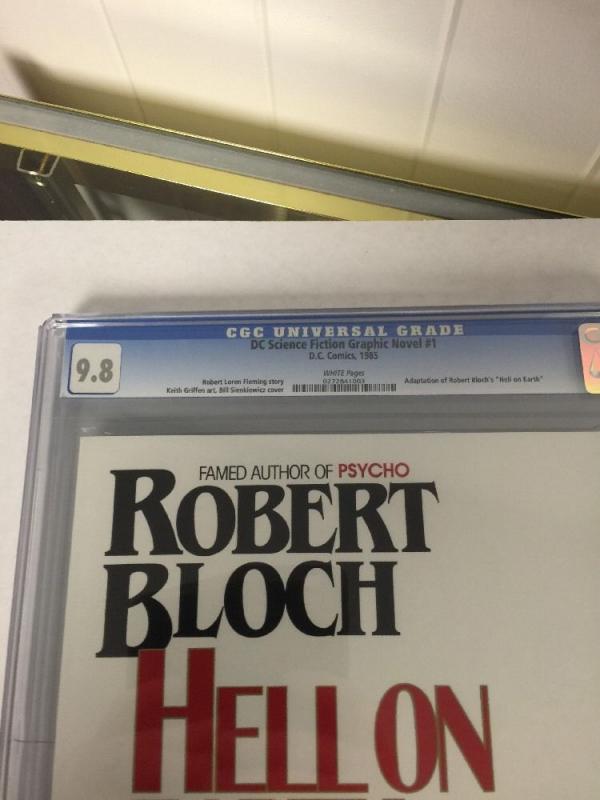 CGC UNIVERSAL GRADE
9.8
DC Science Fiction Graphic Novel #1
D.C. Comics, 1985
WHITE Pages
Robert Loren Fleming story
Keith Griffen art, Bill Sienkiewicz cover
0272841003
Adaptation of Robert Bloch's "Hell on Earth"
FAMED AUTHOR OF PSYCHO
ROBERT
BLOCH
HELL ON